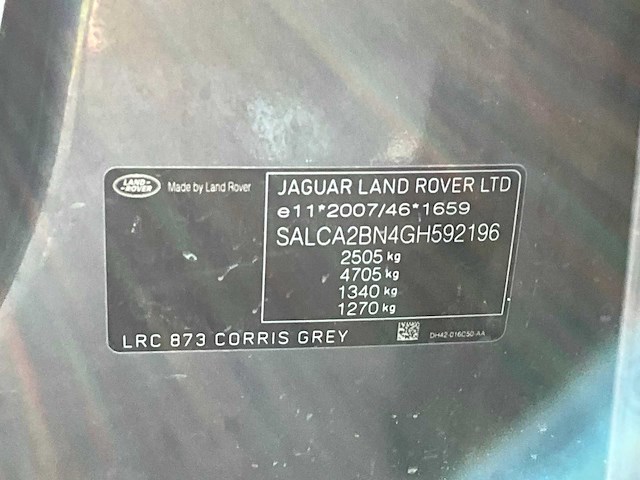 LAND ROVER
Made by Land Rover
JAGUAR LAND ROVER LTD
e11*2007/46*1659
SALCA2BN4GH592196
2505 kg
4705 kg
1340 kg
1270 kg
LRC 873 CORRIS GREY
DH42-016C50-AA